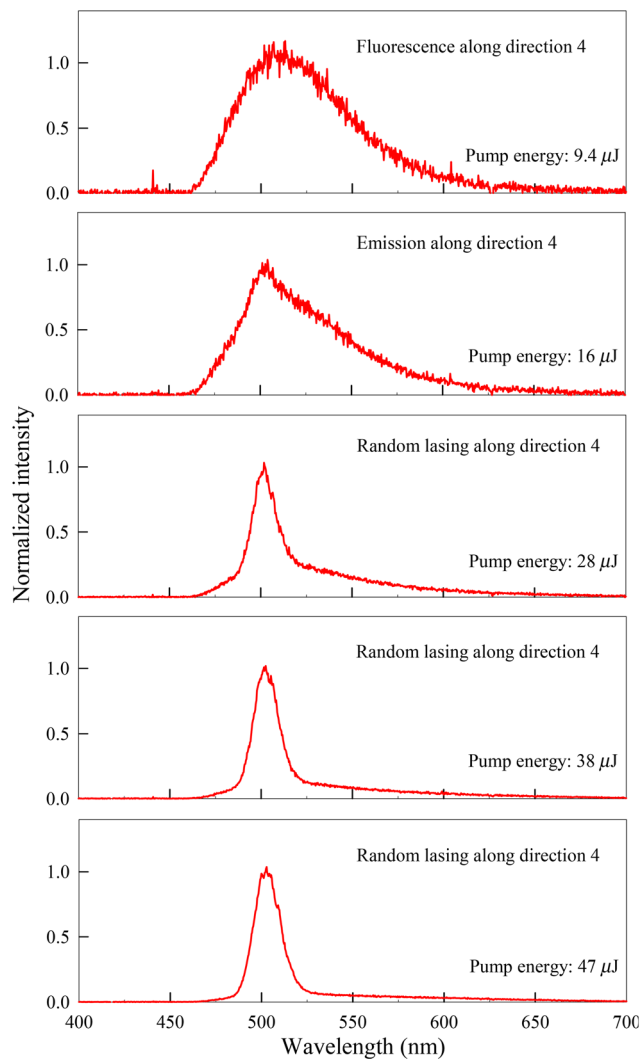 Fluorescence along direction 4
1.0
0.5
Pump energy: 9.4 μJ
0.0
Emission along direction 4
1.0
0.5
Pump energy: 16 μJ
0.0
Random lasing along direction 4
1.0
0.5
Pump energy: 28 μJ
0.0
Random lasing along direction 4
1.0
0.5
Pump energy: 38 μJ
0.0
Random lasing along direction 4
1.0
0.5
Pump energy: 47 μJ
0.0
400 450 500 550 600 650 700
Wavelength (nm)
Normalized intensity